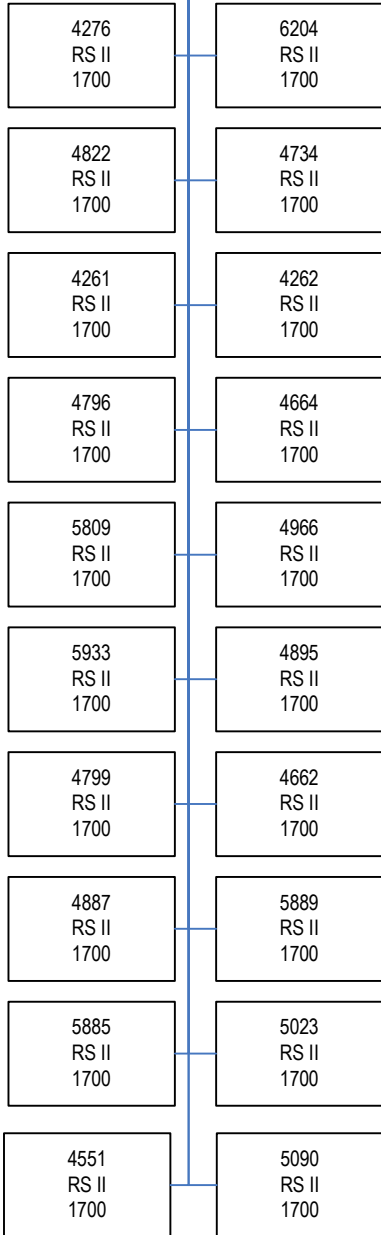 4276
RS II
1700
6204
RS II
1700
4822
RS II
1700
4734
RS II
1700
4261
RS II
1700
4262
RS II
1700
4796
RS II
1700
4664
RS II
1700
5809
RS II
1700
4966
RS II
1700
5933
RS II
1700
4895
RS II
1700
4799
RS II
1700
4662
RS II
1700
4887
RS II
1700
5889
RS II
1700
5885
RS II
1700
5023
RS II
1700
4551
RS II
1700
5090
RS II
1700